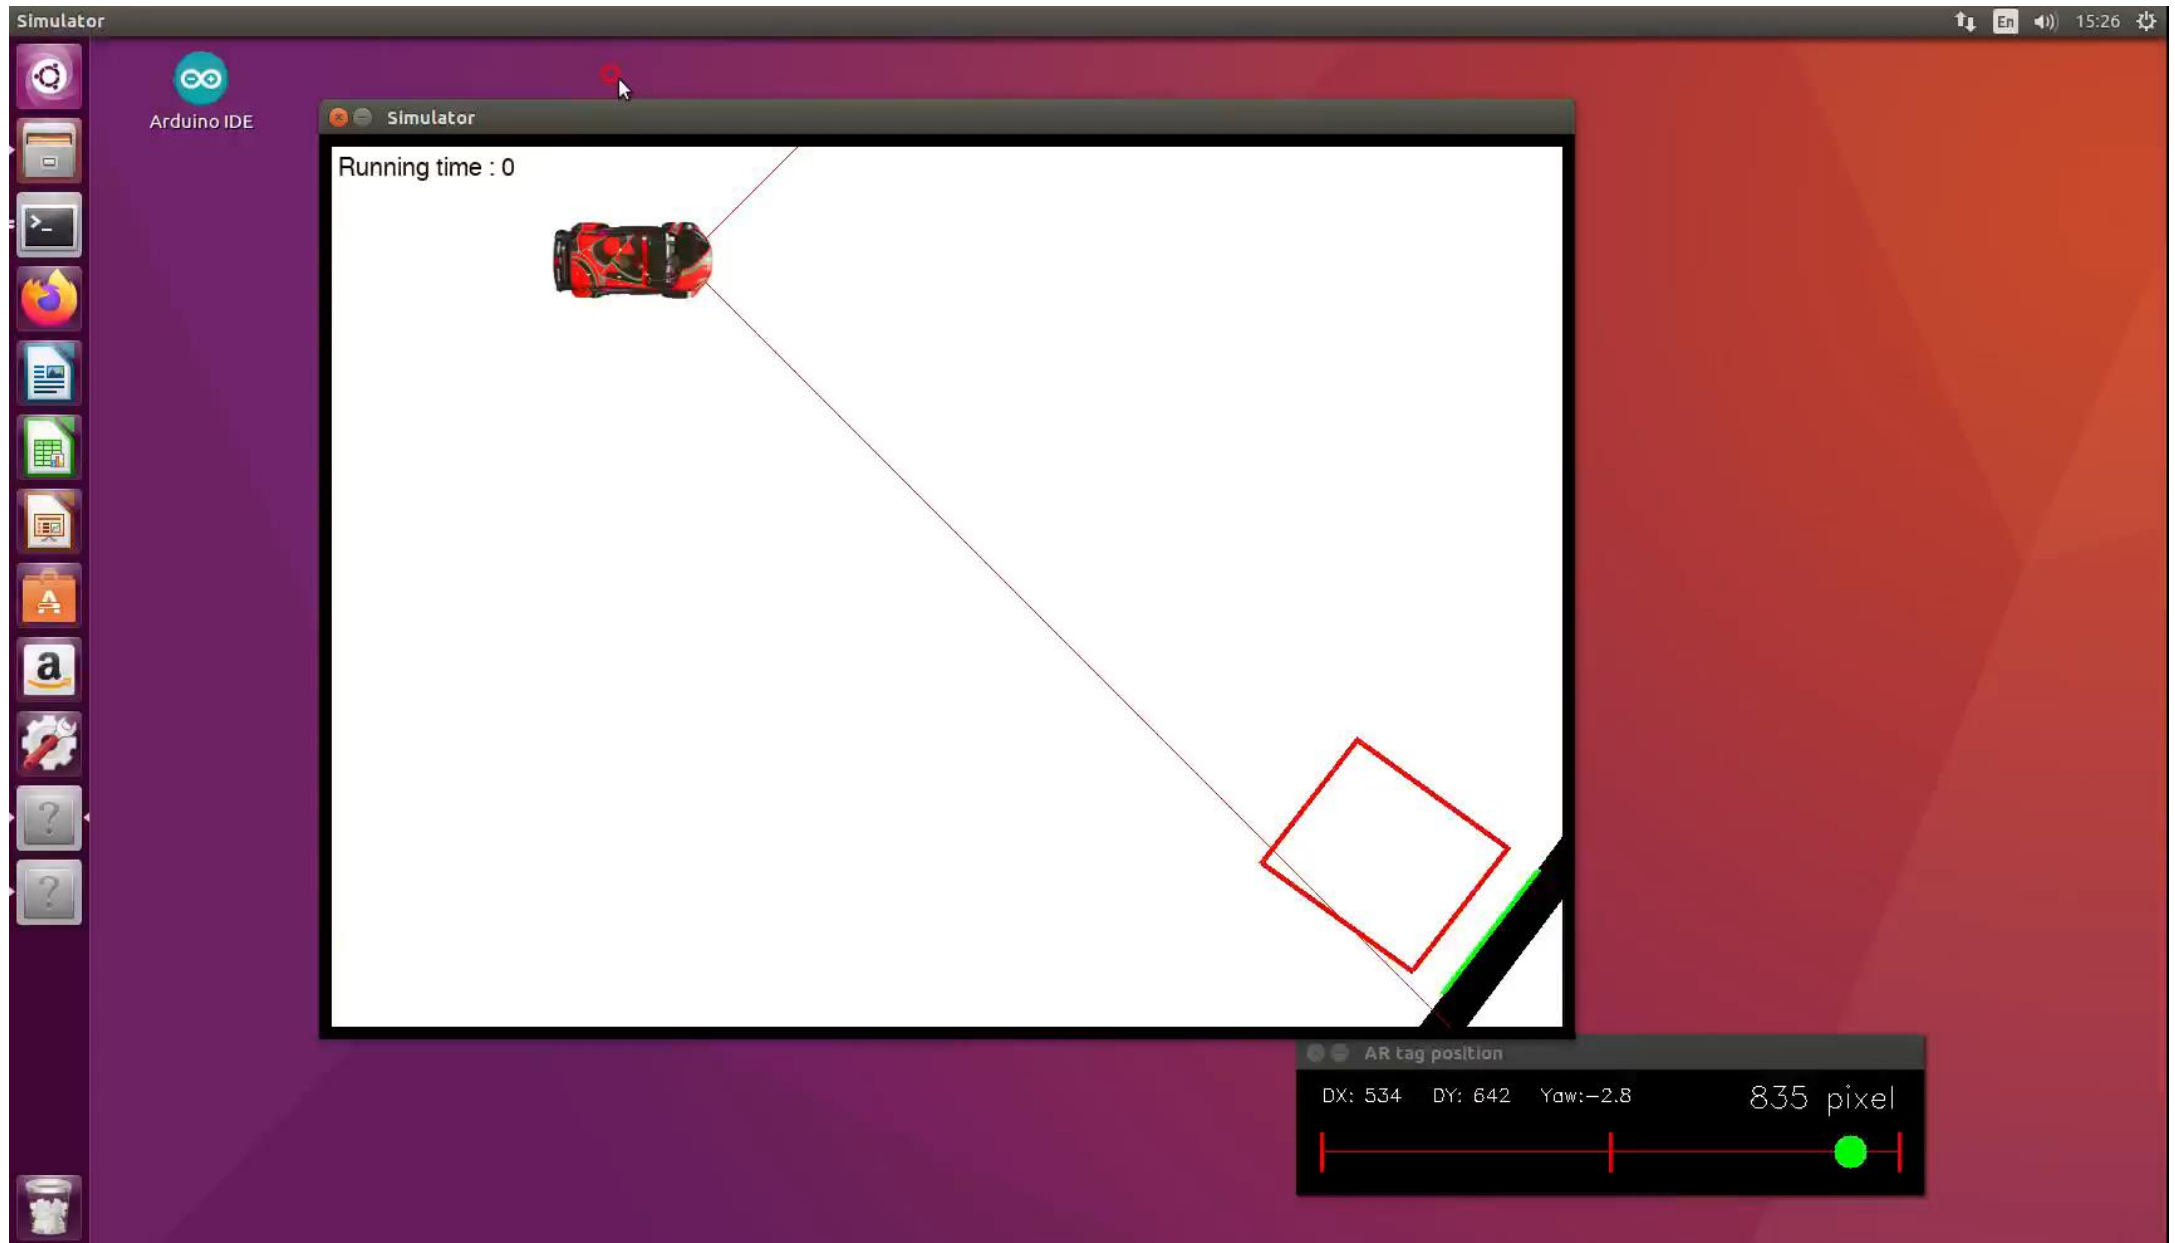 Simulator
En
15:26
Arduino IDE
Simulator
Running time : 0
AR tag position
DX: 534 DY: 642 Yaw:-2.8 835 pixel